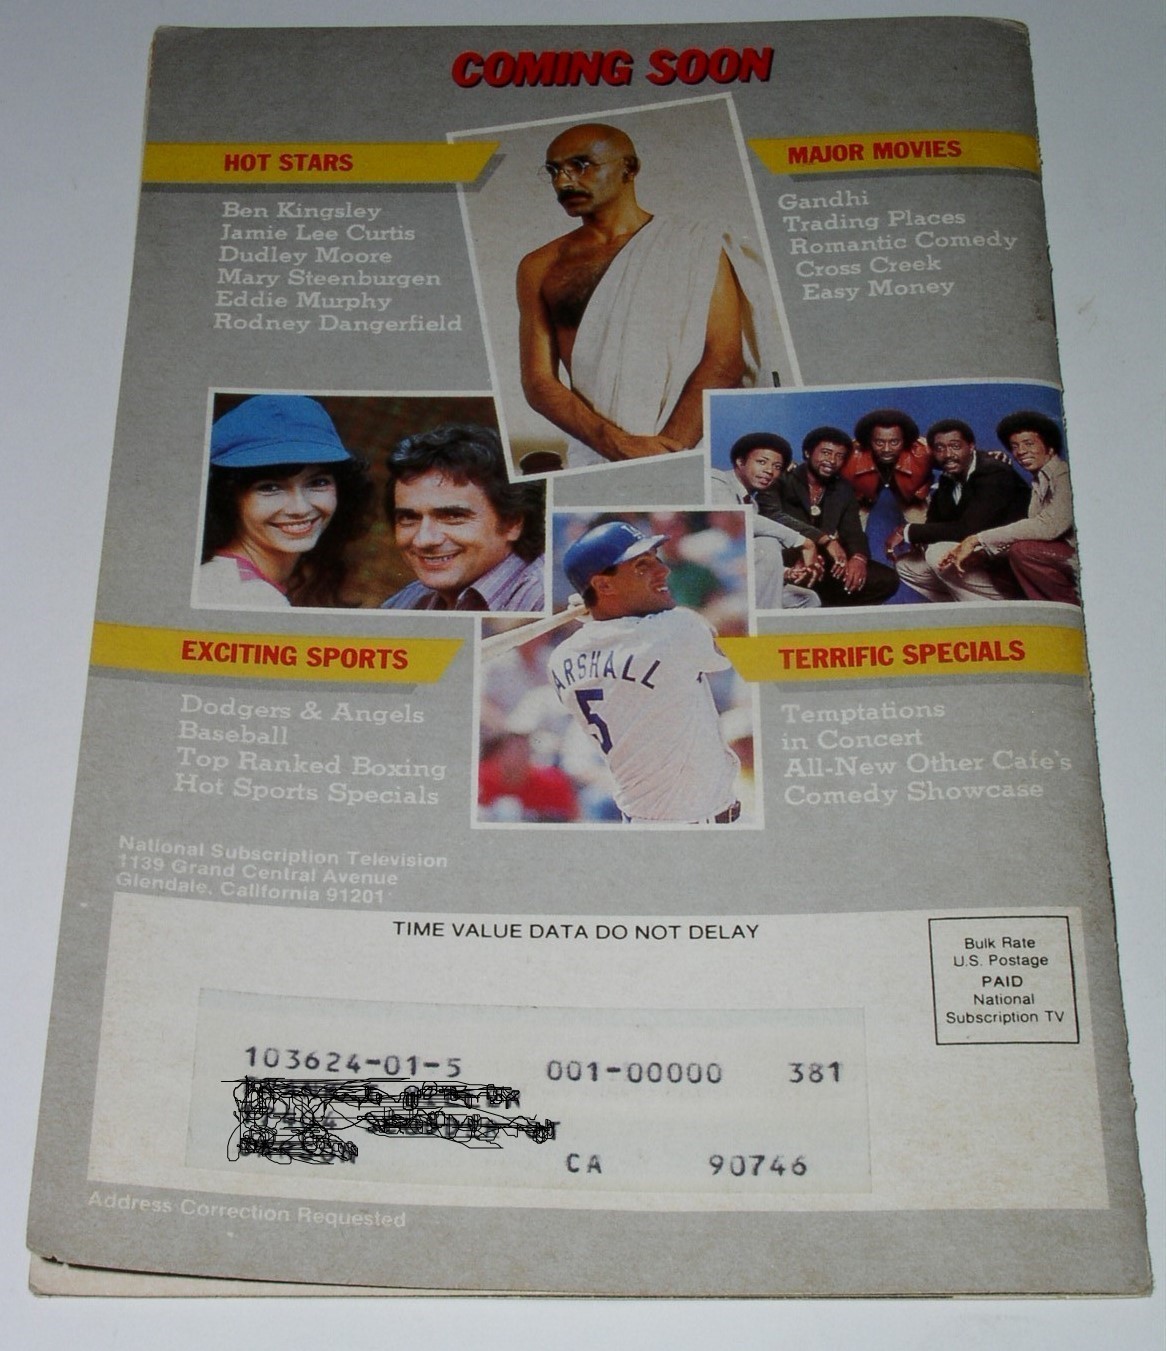 COMING SOON
HOT STARS
Ben Kingsley
Jamie Lee Curtis
Dudley Moore
Mary Steenburgen
Eddie Murphy
Rodney Dangerfield
MAJOR MOVIES
Gandhi
Trading Places
Romantic Comedy
Cross Creek
Easy Money
EXCITING SPORTS
Dodgers & Angels
Baseball
Top Ranked Boxing
Hot Sports Specials
ARSHALL
5
TERRIFIC SPECIALS
Temptations
in Concert
All-New Other Cafe's
Comedy Showcase
National Subscription Television
1139 Grand Central Avenue
Glendale, California 91201
TIME VALUE DATA DO NOT DELAY
Bulk Rate
U.S. Postage
PAID
National
Subscription TV
103624-01-5 001-00000 381
CA 90746
Address Correction Requested